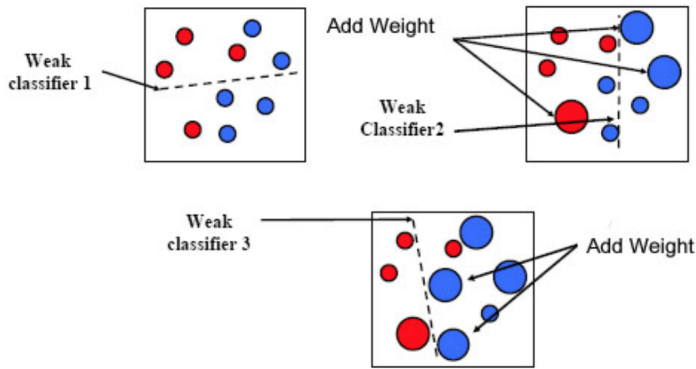 Weak
classifier 1
Add Weight
Weak
Classifier2
Weak
classifier 3
Add Weight